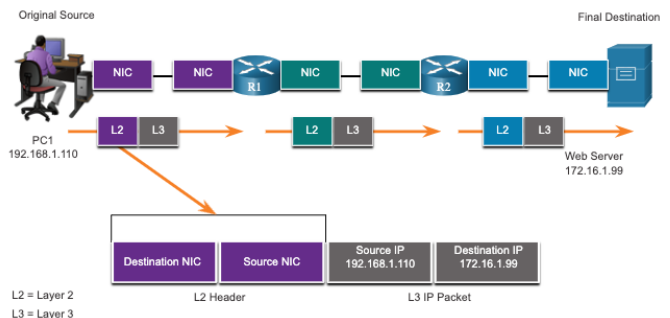 Original Source
Final Destination
NIC
NIC
NIC
NIC
NIC
NIC
R1
R2
L2
L3
L2
L3
L2
L3
PC1
192.168.1.110
Web Server
172.16.1.99
Destination NIC
Source NIC
Source IP
192.168.1.110
Destination IP
172.16.1.99
L2 = Layer 2
L2 Header
L3 IP Packet
L3 = Layer 3